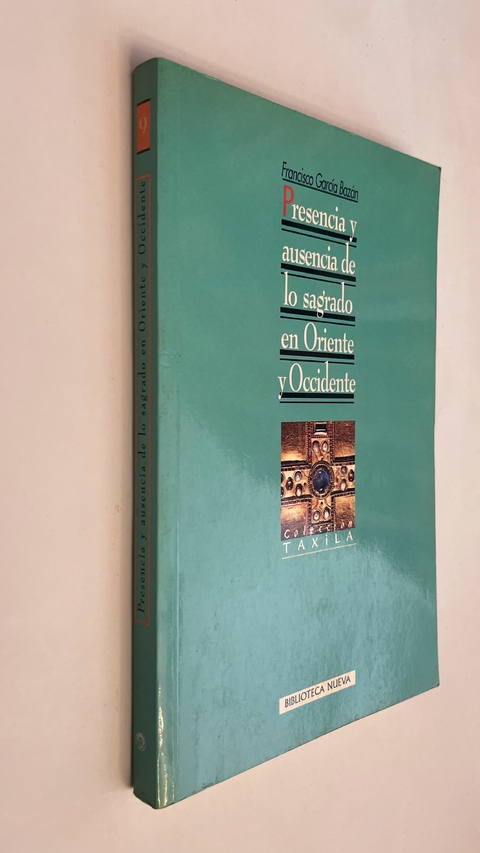 9
Presencia y ausencia de lo sagrado en Oriente y Occidente
Francisco García Bazán
Presencia y
ausencia de
lo sagrado
en Oriente
y Occidente
Colección
TAXiLA
BIBLIOTECA NUEVA